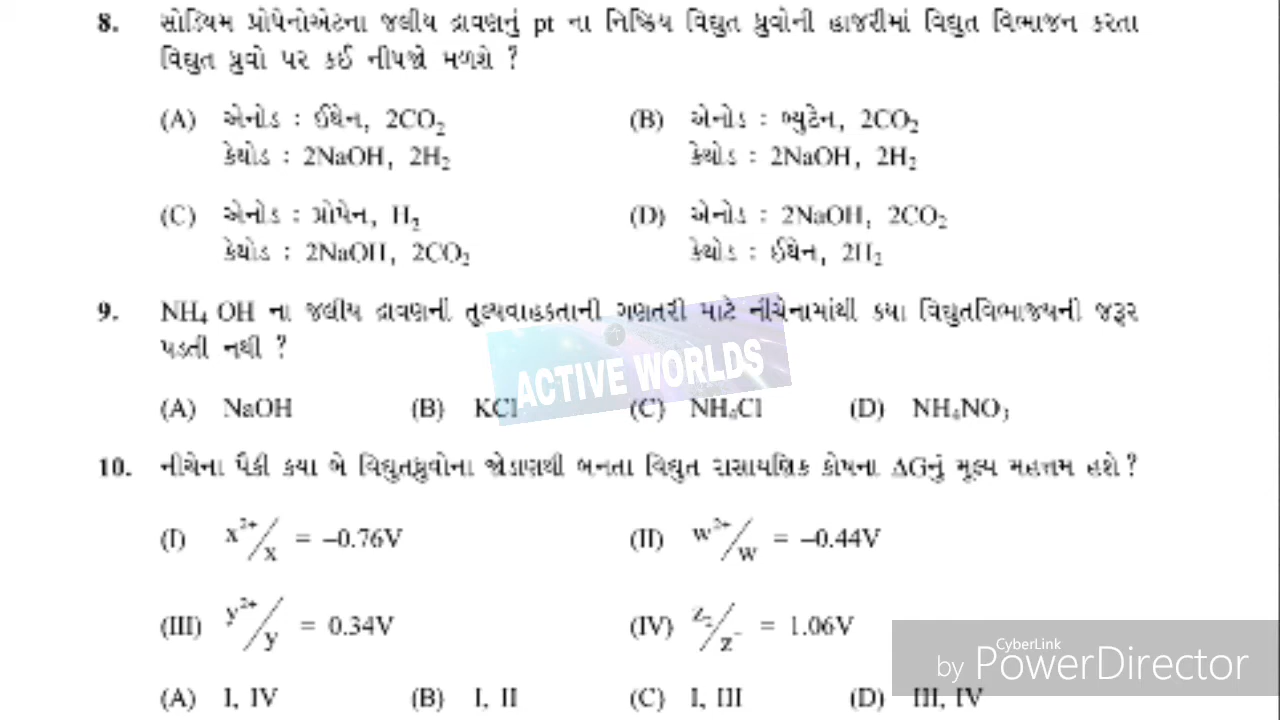 8. સોડિયમ પ્રોપેનોએટના જલીય દ્રાવણનું pt ના નિષ્ક્રિય વિદ્યુત ધ્રુવોની હાજરીમાં વિદ્યુત વિભાજન કરતા
વિદ્યુત ધ્રુવો પર કઈ નીપજો મળશે ?
(A) એનોડ : ઈથેન, 2CO₂ (B) એનોડ : બ્યુટેન, 2CO₂
કેથોડ : 2NaOH, 2H₂ કેથોડ : 2NaOH, 2H₂
(C) એનોડ : પ્રોપેન, H₂ (D) એનોડ : 2NaOH, 2CO₂
કેથોડ : 2NaOH, 2CO₂ કેથોડ : ઈથેન, 2H₂
9. NH₄ OH ના જલીય દ્રાવણની તુલ્યવાહકતાની ગણતરી માટે નીચેનામાંથી કયા વિદ્યુતવિભાજ્યની જરૂર
પડતી નથી ?
ACTIVE WORLDS
(A) NaOH (B) KCl (C) NH₄Cl (D) NH₄NO₃
10. નીચેના પૈકી કયા બે વિદ્યુતધ્રુવોના જોડાણથી બનતા વિદ્યુત રાસાયણિક કોષના ΔGનું મૂલ્ય મહત્તમ હશે ?
(I) x²⁺/x = –0.76V (II) w²⁺/w = –0.44V
(III) y²⁺/y = 0.34V (IV) z₂/z⁻ = 1.06V
(A) I, IV (B) I, II (C) I, III (D) III, IV
CyberLink
by PowerDirector